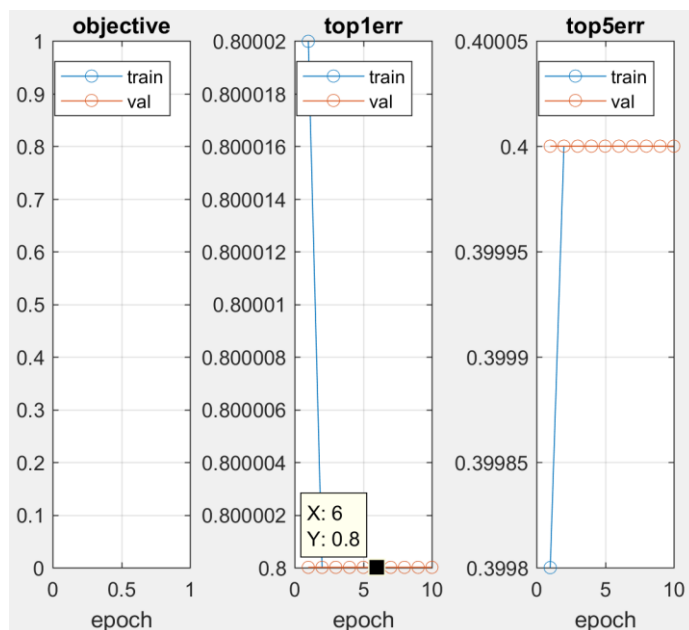 objective
1
0.9
0.8
0.7
0.6
0.5
0.4
0.3
0.2
0.1
0
train
val
0 0.5 1
epoch
top1err
0.80002
0.800018
0.800016
0.800014
0.800012
0.80001
0.800008
0.800006
0.800004
0.800002
0.8
train
val
X: 6
Y: 0.8
0 5 10
epoch
top5err
0.40005
0.4
0.39995
0.3999
0.39985
0.3998
train
val
0 5 10
epoch